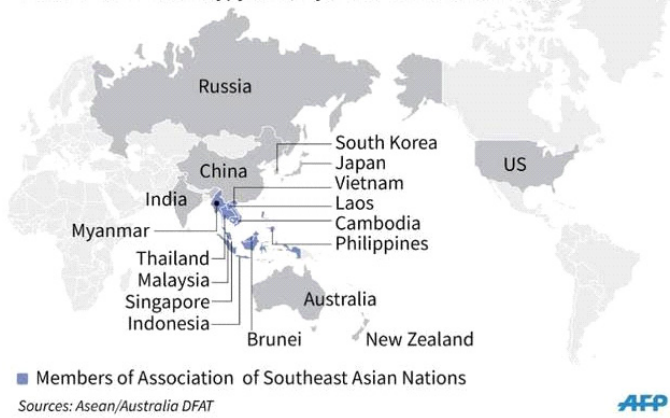 Russia
South Korea
Japan
China
US
Vietnam
India
Laos
Cambodia
Myanmar
Philippines
Thailand
Malaysia
Singapore
Australia
Indonesia
Brunei
New Zealand
Members of Association of Southeast Asian Nations
Sources: Asean/Australia DFAT
AFP